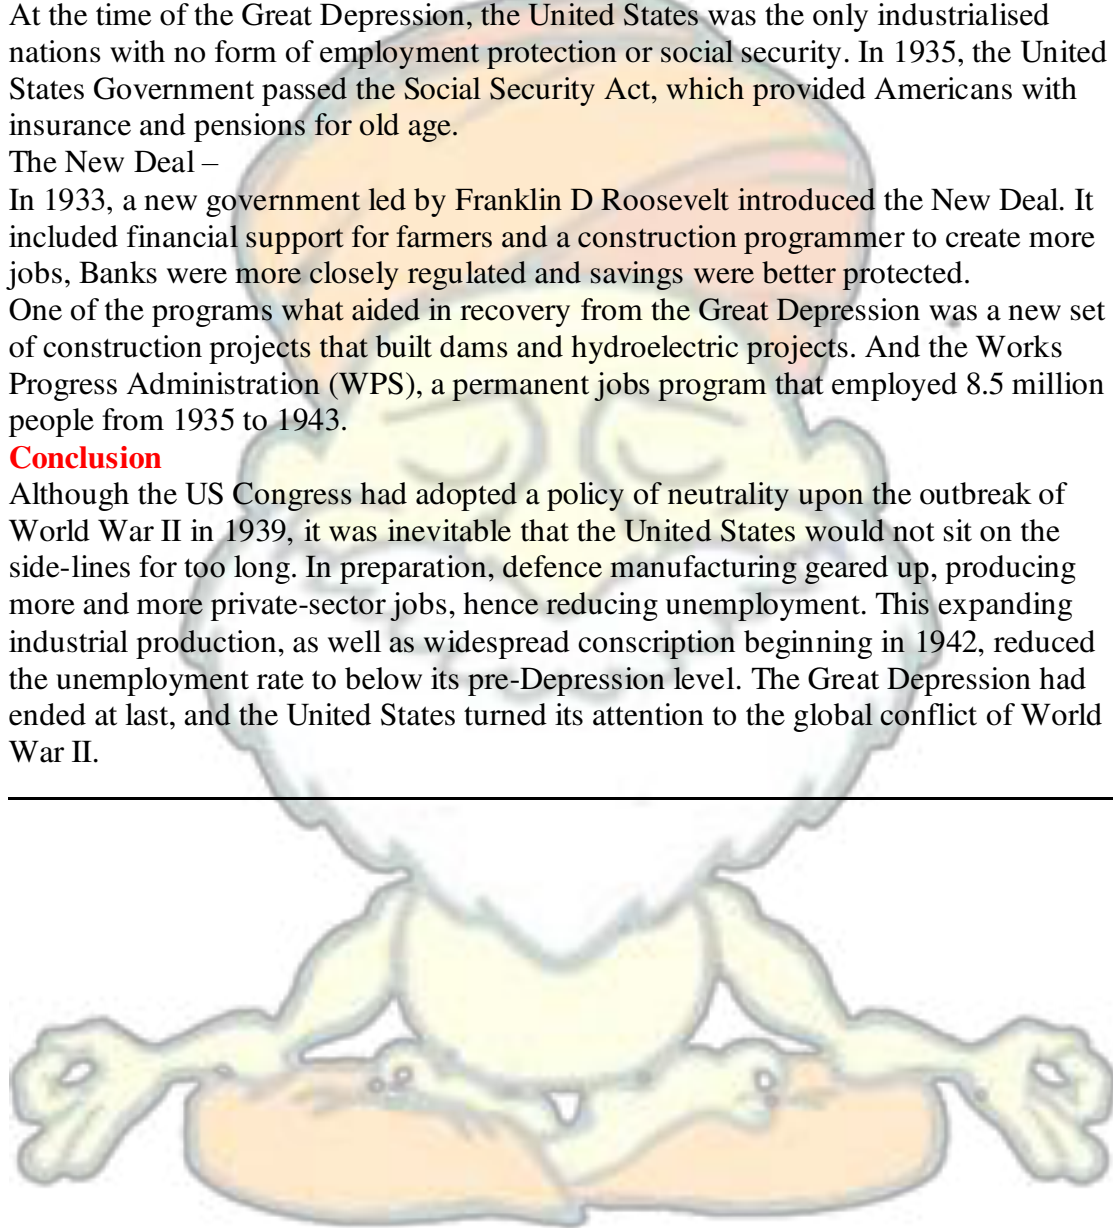 At the time of the Great Depression, the United States was the only industrialised
nations with no form of employment protection or social security. In 1935, the United
States Government passed the Social Security Act, which provided Americans with
insurance and pensions for old age.
The New Deal –
In 1933, a new government led by Franklin D Roosevelt introduced the New Deal. It
included financial support for farmers and a construction programmer to create more
jobs, Banks were more closely regulated and savings were better protected.
One of the programs what aided in recovery from the Great Depression was a new set
of construction projects that built dams and hydroelectric projects. And the Works
Progress Administration (WPS), a permanent jobs program that employed 8.5 million
people from 1935 to 1943.
Conclusion
Although the US Congress had adopted a policy of neutrality upon the outbreak of
World War II in 1939, it was inevitable that the United States would not sit on the
side-lines for too long. In preparation, defence manufacturing geared up, producing
more and more private-sector jobs, hence reducing unemployment. This expanding
industrial production, as well as widespread conscription beginning in 1942, reduced
the unemployment rate to below its pre-Depression level. The Great Depression had
ended at last, and the United States turned its attention to the global conflict of World
War II.